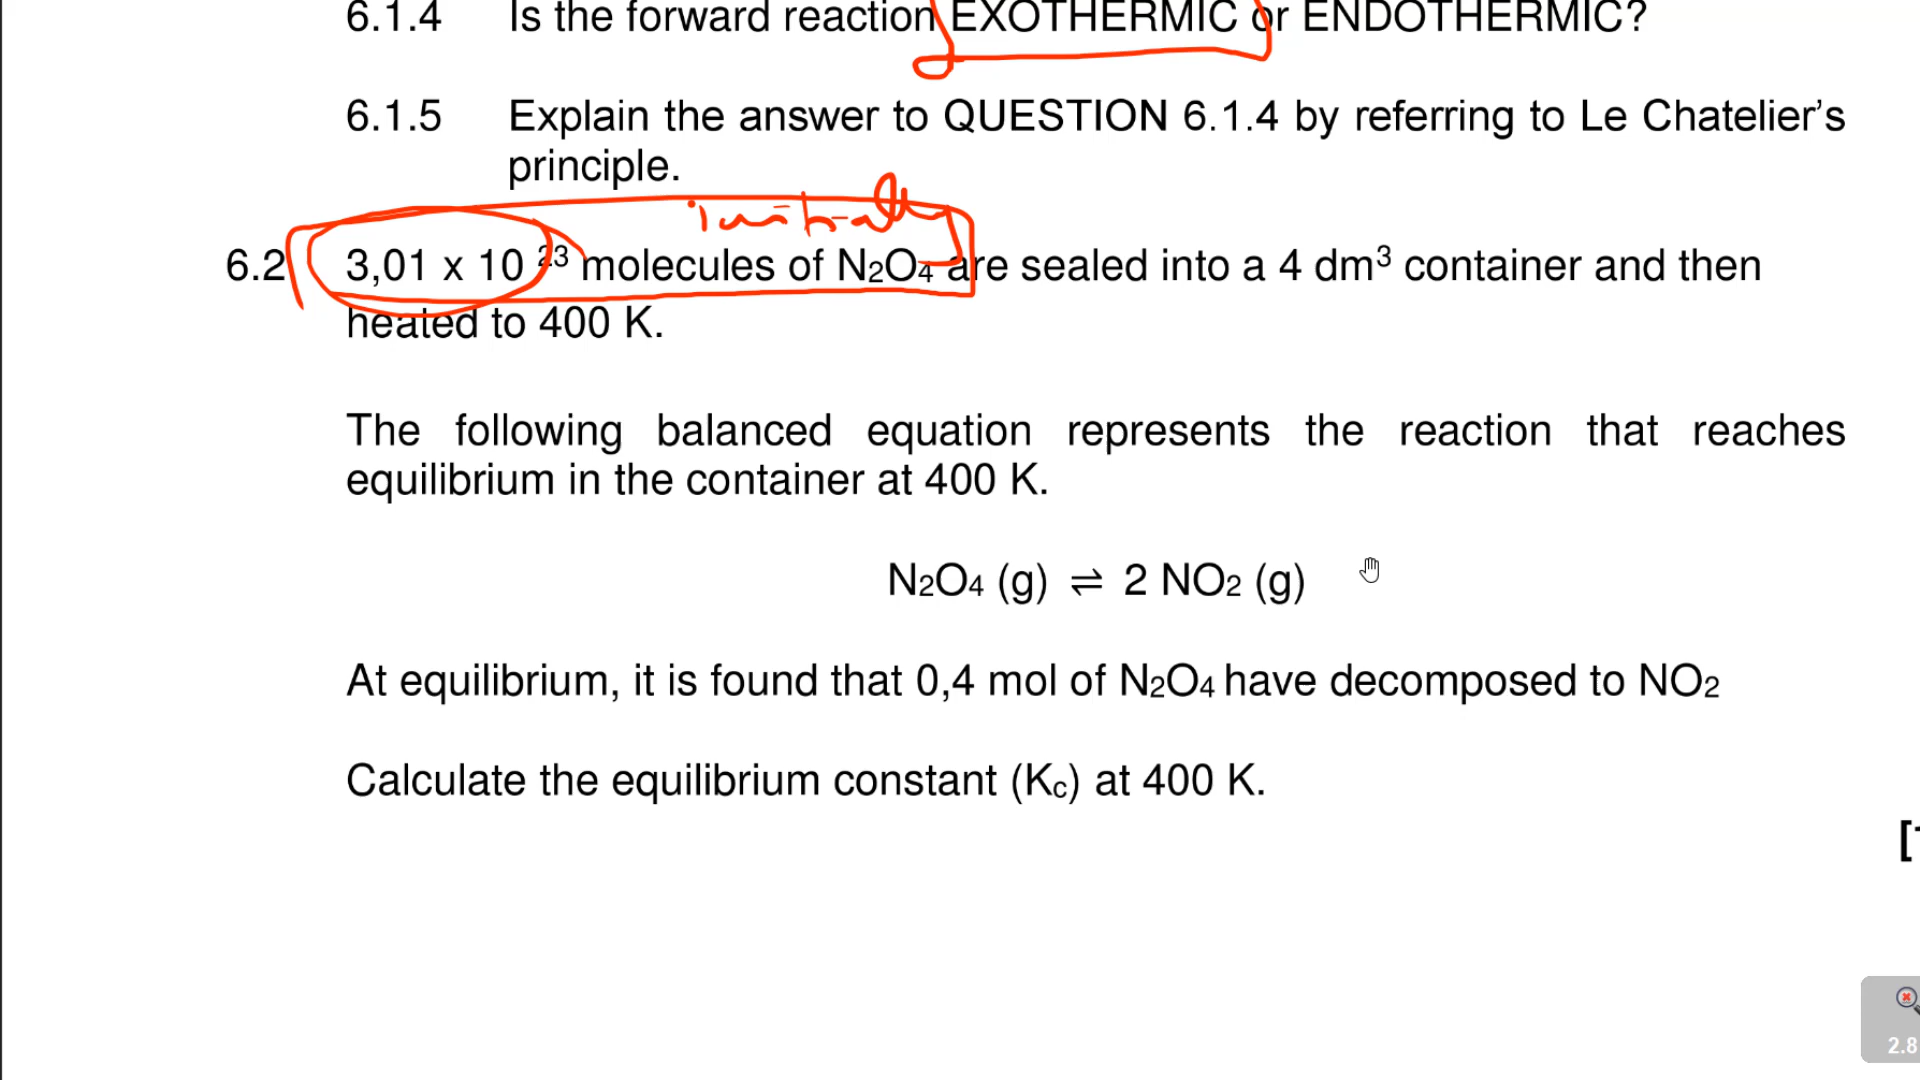 6.1.4 Is the forward reaction EXOTHERMIC or ENDOTHERMIC?
6.1.5 Explain the answer to QUESTION 6.1.4 by referring to Le Chatelier's
principle.
initially
6.2 3,01 x 10 ²³ molecules of N₂O₄ are sealed into a 4 dm³ container and then
heated to 400 K.
The following balanced equation represents the reaction that reaches
equilibrium in the container at 400 K.
N₂O₄ (g) ⇌ 2 NO₂ (g)
At equilibrium, it is found that 0,4 mol of N₂O₄ have decomposed to NO₂
Calculate the equilibrium constant (Kc) at 400 K.
[
2.8